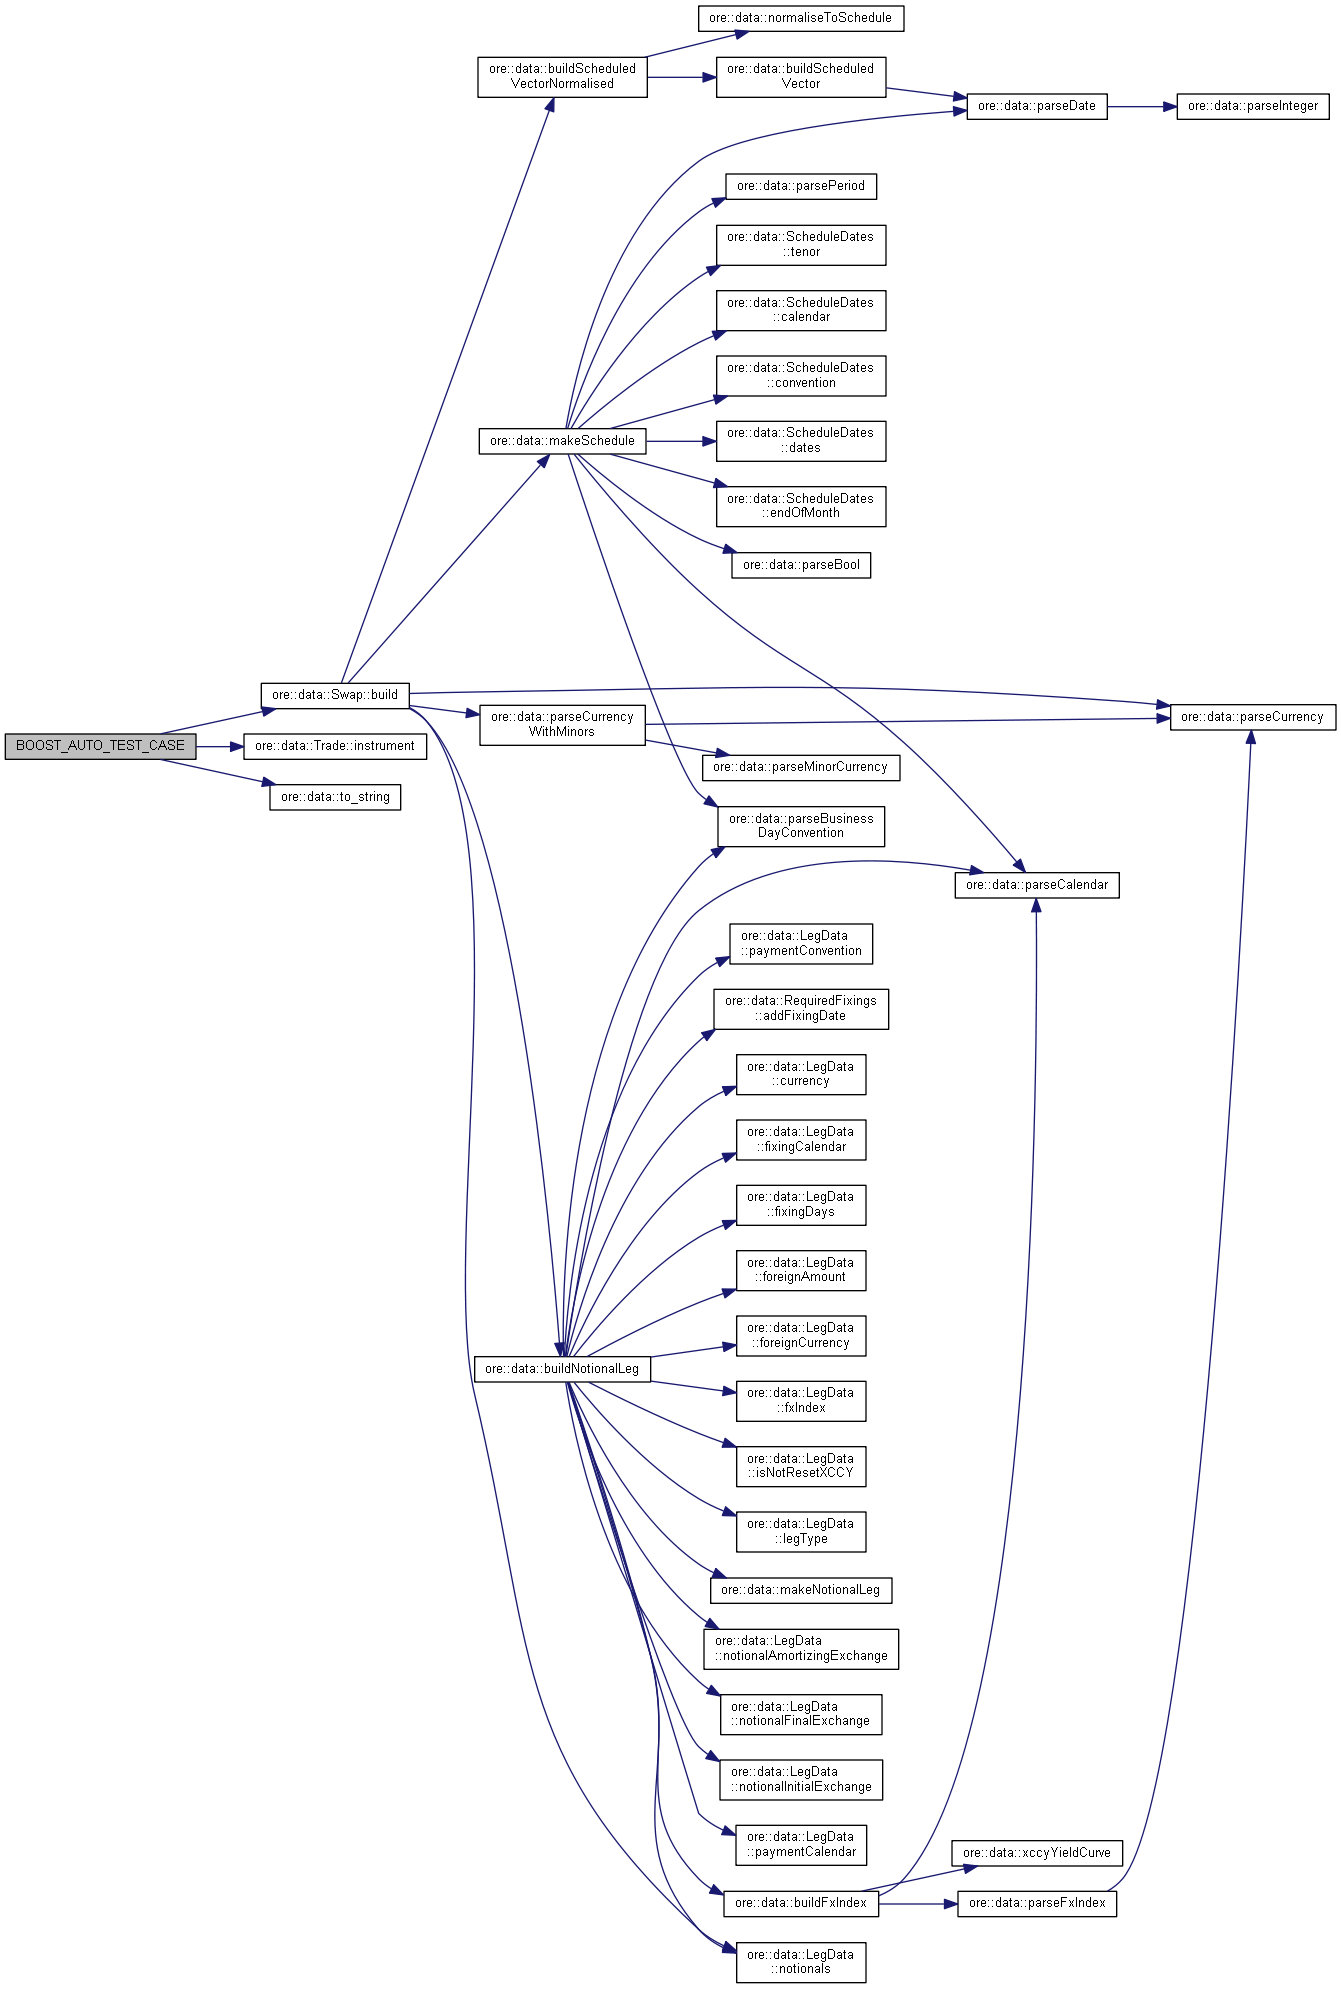 ore::data::normaliseToSchedule
ore::data::buildScheduled
VectorNormalised
ore::data::buildScheduled
Vector
ore::data::parseDate
ore::data::parseInteger
ore::data::parsePeriod
ore::data::ScheduleDates
::tenor
ore::data::ScheduleDates
::calendar
ore::data::ScheduleDates
::convention
ore::data::makeSchedule
ore::data::ScheduleDates
::dates
ore::data::ScheduleDates
::endOfMonth
ore::data::parseBool
ore::data::Swap::build
ore::data::parseCurrency
WithMinors
ore::data::parseCurrency
BOOST_AUTO_TEST_CASE
ore::data::Trade::instrument
ore::data::parseMinorCurrency
ore::data::to_string
ore::data::parseBusiness
DayConvention
ore::data::parseCalendar
ore::data::LegData
::paymentConvention
ore::data::RequiredFixings
::addFixingDate
ore::data::LegData
::currency
ore::data::LegData
::fixingCalendar
ore::data::LegData
::fixingDays
ore::data::LegData
::foreignAmount
ore::data::LegData
::foreignCurrency
ore::data::buildNotionalLeg
ore::data::LegData
::fxIndex
ore::data::LegData
::isNotResetXCCY
ore::data::LegData
::legType
ore::data::makeNotionalLeg
ore::data::LegData
::notionalAmortizingExchange
ore::data::LegData
::notionalFinalExchange
ore::data::LegData
::notionalInitialExchange
ore::data::LegData
::paymentCalendar
ore::data::xccyYieldCurve
ore::data::buildFxIndex
ore::data::parseFxIndex
ore::data::LegData
::notionals